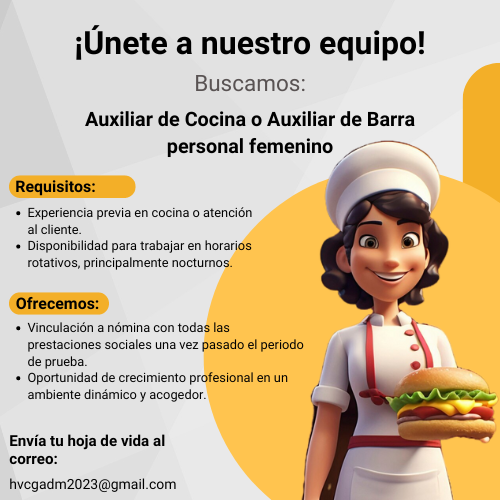 ¡Únete a nuestro equipo!
Buscamos:
Auxiliar de Cocina o Auxiliar de Barra
personal femenino
Requisitos:
• Experiencia previa en cocina o atención
al cliente.
• Disponibilidad para trabajar en horarios
rotativos, principalmente nocturnos.
Ofrecemos:
• Vinculación a nómina con todas las
prestaciones sociales una vez pasado el periodo
de prueba.
• Oportunidad de crecimiento profesional en un
ambiente dinámico y acogedor.
Envía tu hoja de vida al
correo:
hvcgadm2023@gmail.com